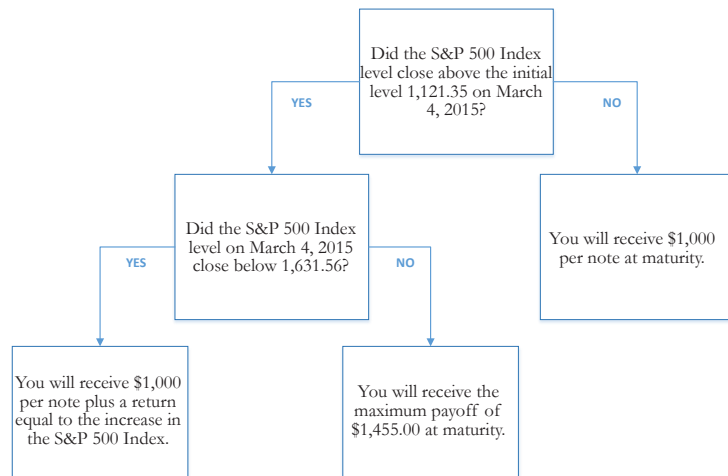 Did the S&P 500 Index
level close above the initial
level 1,121.35 on March
4, 2015?
YES
NO
Did the S&P 500 Index
level on March 4, 2015
close below 1,631.56?
You will receive $1,000
per note at maturity.
YES
NO
You will receive $1,000
per note plus a return
equal to the increase in
the S&P 500 Index.
You will receive the
maximum payoff of
$1,455.00 at maturity.